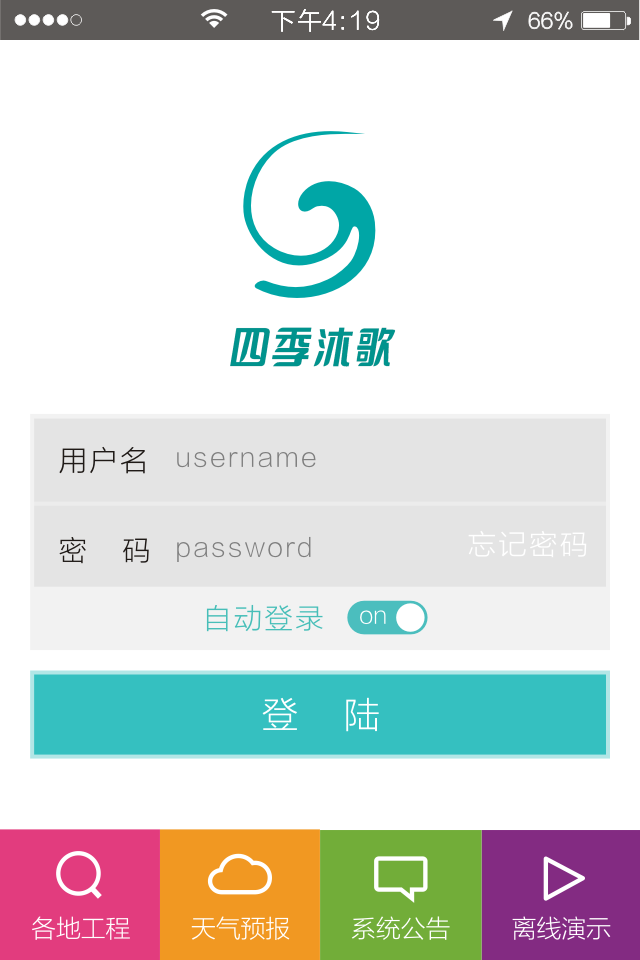 下午4:19 66%
四季沐歌
用户名 username
密 码 password 忘记密码
自动登录 on
登 陆
各地工程 天气预报 系统公告 离线演示